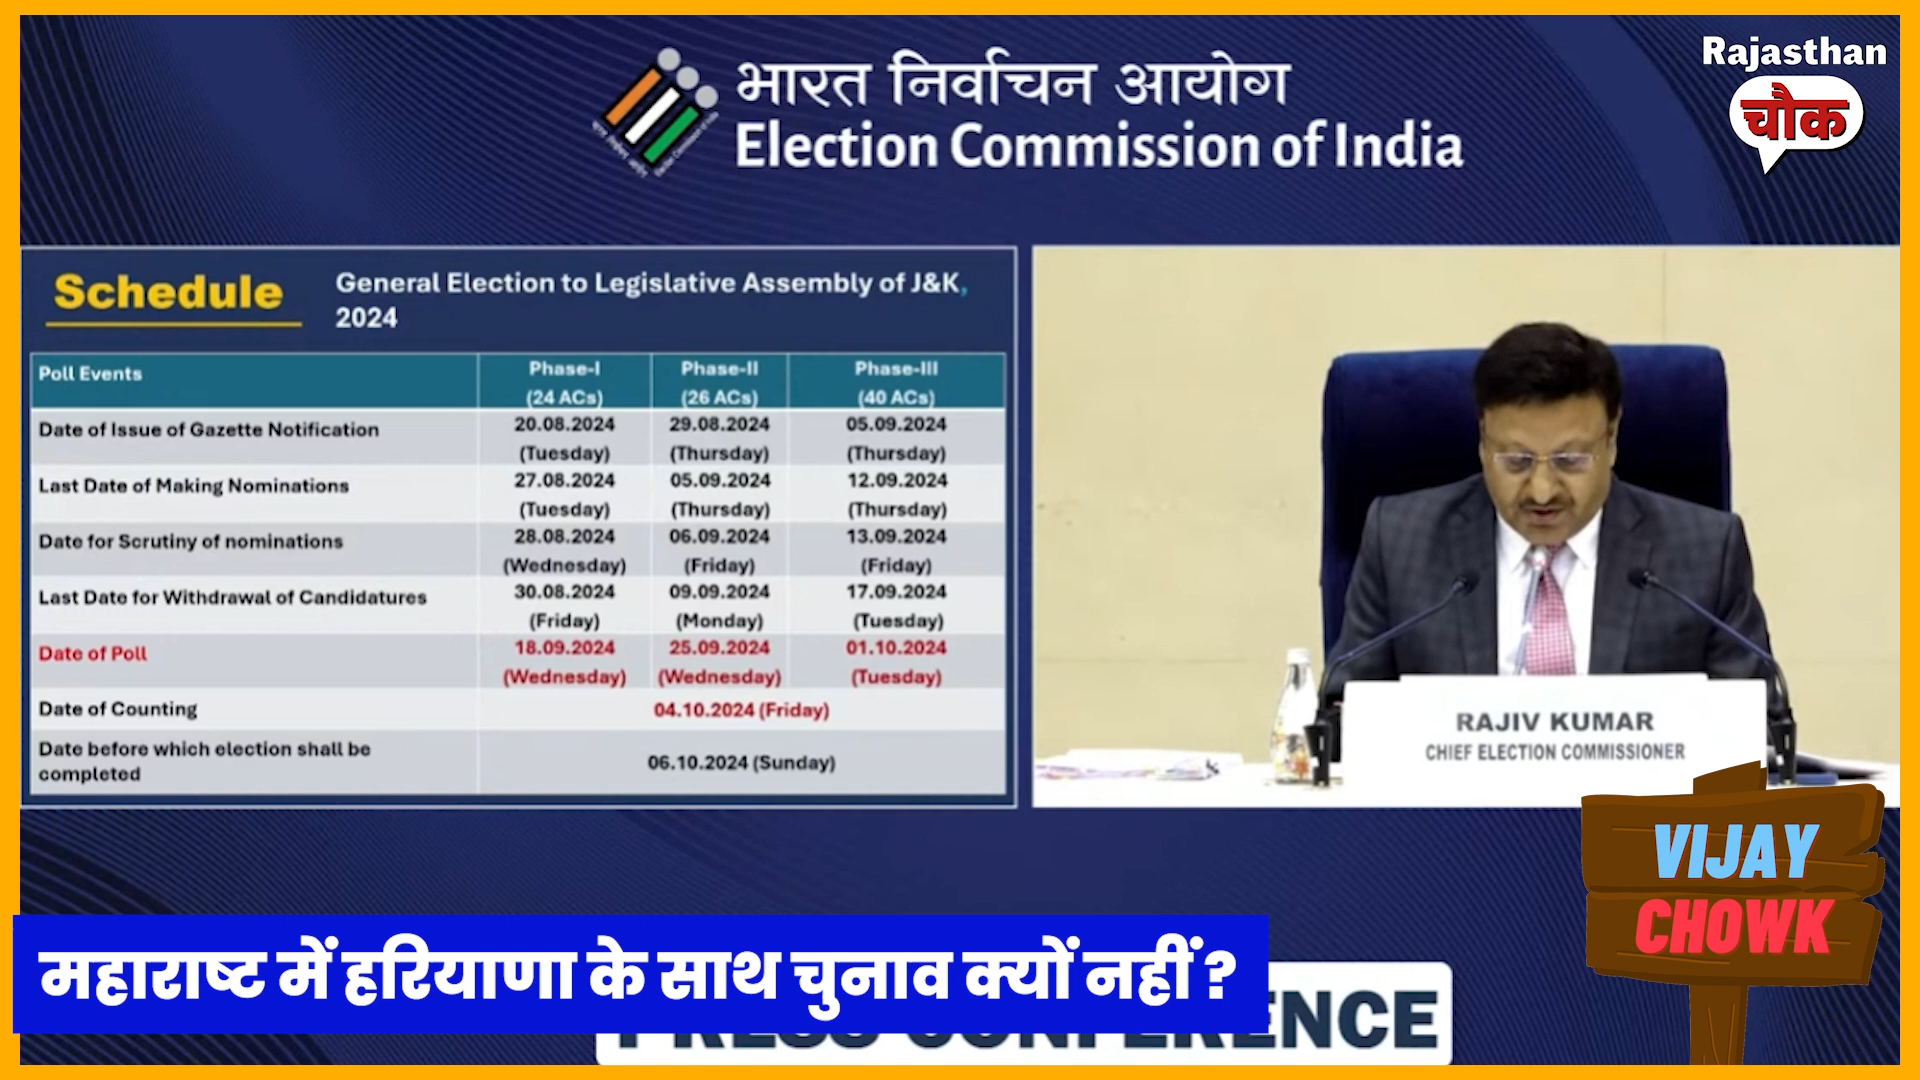 भारत निर्वाचन आयोग
Election Commission of India
Rajasthan
चौक
Schedule
General Election to Legislative Assembly of J&K,
2024
Poll Events Phase-I (24 ACs) Phase-II (26 ACs) Phase-III (40 ACs)
Date of Issue of Gazette Notification 20.08.2024 (Tuesday) 29.08.2024 (Thursday) 05.09.2024 (Thursday)
Last Date of Making Nominations 27.08.2024 (Tuesday) 05.09.2024 (Thursday) 12.09.2024 (Thursday)
Date for Scrutiny of nominations 28.08.2024 (Wednesday) 06.09.2024 (Friday) 13.09.2024 (Friday)
Last Date for Withdrawal of Candidatures 30.08.2024 (Friday) 09.09.2024 (Monday) 17.09.2024 (Tuesday)
Date of Poll 18.09.2024 (Wednesday) 25.09.2024 (Wednesday) 01.10.2024 (Tuesday)
Date of Counting 04.10.2024 (Friday)
Date before which election shall be
completed 06.10.2024 (Sunday)
RAJIV KUMAR
CHIEF ELECTION COMMISSIONER
VIJAY
CHOWK
महाराष्ट में हरियाणा के साथ चुनाव क्यों नहीं ?
PRESS CONFERENCE